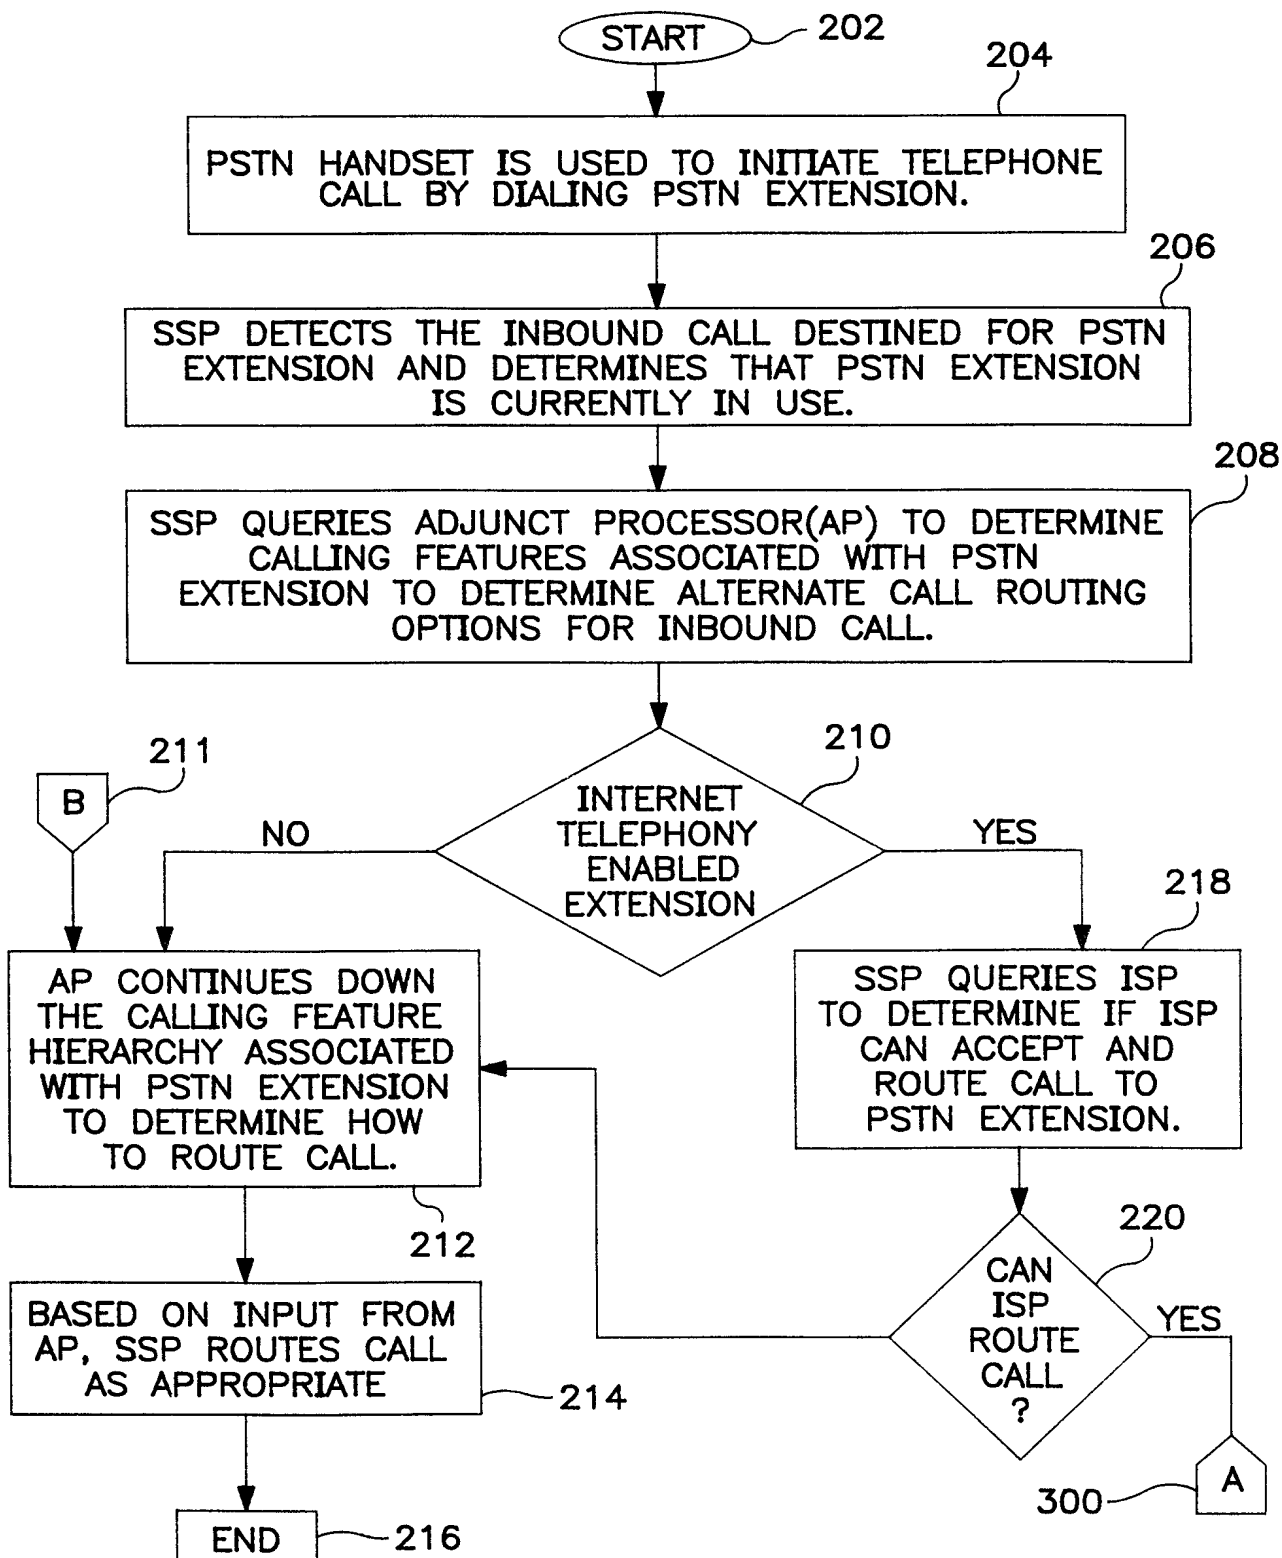 START
202
204
PSTN HANDSET IS USED TO INITIATE TELEPHONE
CALL BY DIALING PSTN EXTENSION.
206
SSP DETECTS THE INBOUND CALL DESTINED FOR PSTN
EXTENSION AND DETERMINES THAT PSTN EXTENSION
IS CURRENTLY IN USE.
208
SSP QUERIES ADJUNCT PROCESSOR(AP) TO DETERMINE
CALLING FEATURES ASSOCIATED WITH PSTN
EXTENSION TO DETERMINE ALTERNATE CALL ROUTING
OPTIONS FOR INBOUND CALL.
210
INTERNET
TELEPHONY
ENABLED
EXTENSION
211
B
NO
YES
AP CONTINUES DOWN
THE CALLING FEATURE
HIERARCHY ASSOCIATED
WITH PSTN EXTENSION
TO DETERMINE HOW
TO ROUTE CALL.
212
218
SSP QUERIES ISP
TO DETERMINE IF ISP
CAN ACCEPT AND
ROUTE CALL TO
PSTN EXTENSION.
220
CAN
ISP
ROUTE
CALL
?
YES
BASED ON INPUT FROM
AP, SSP ROUTES CALL
AS APPROPRIATE
214
A
300
END
216